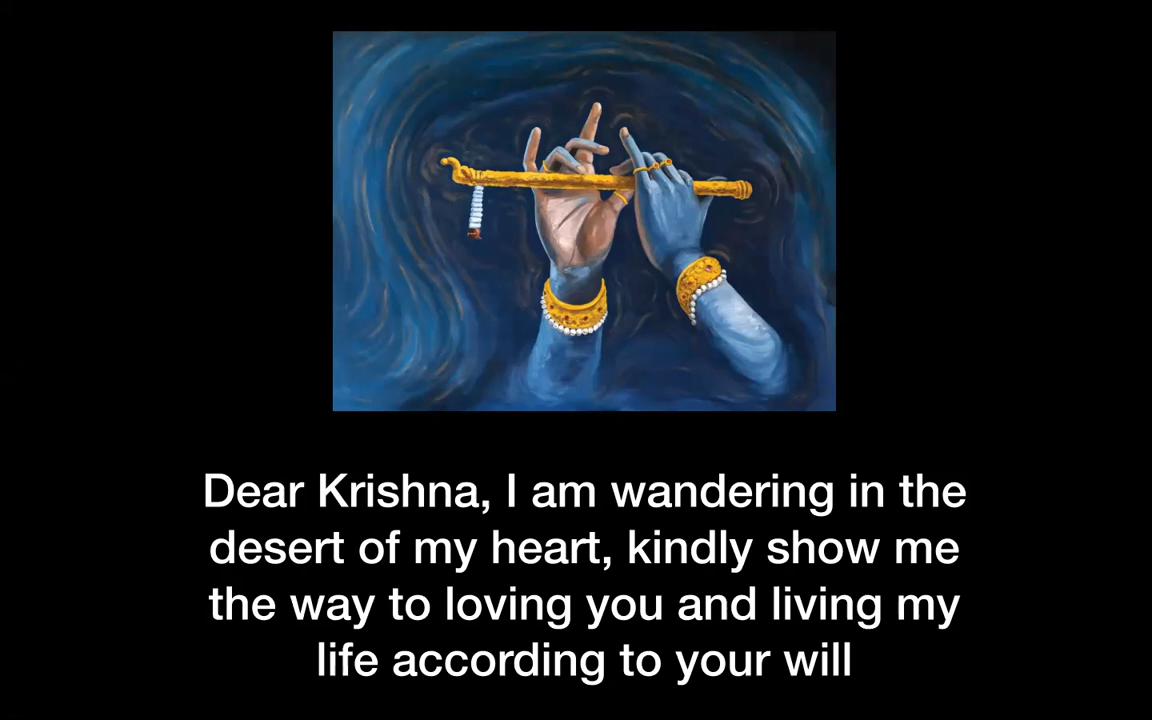 Dear Krishna, I am wandering in the
desert of my heart, kindly show me
the way to loving you and living my
life according to your will